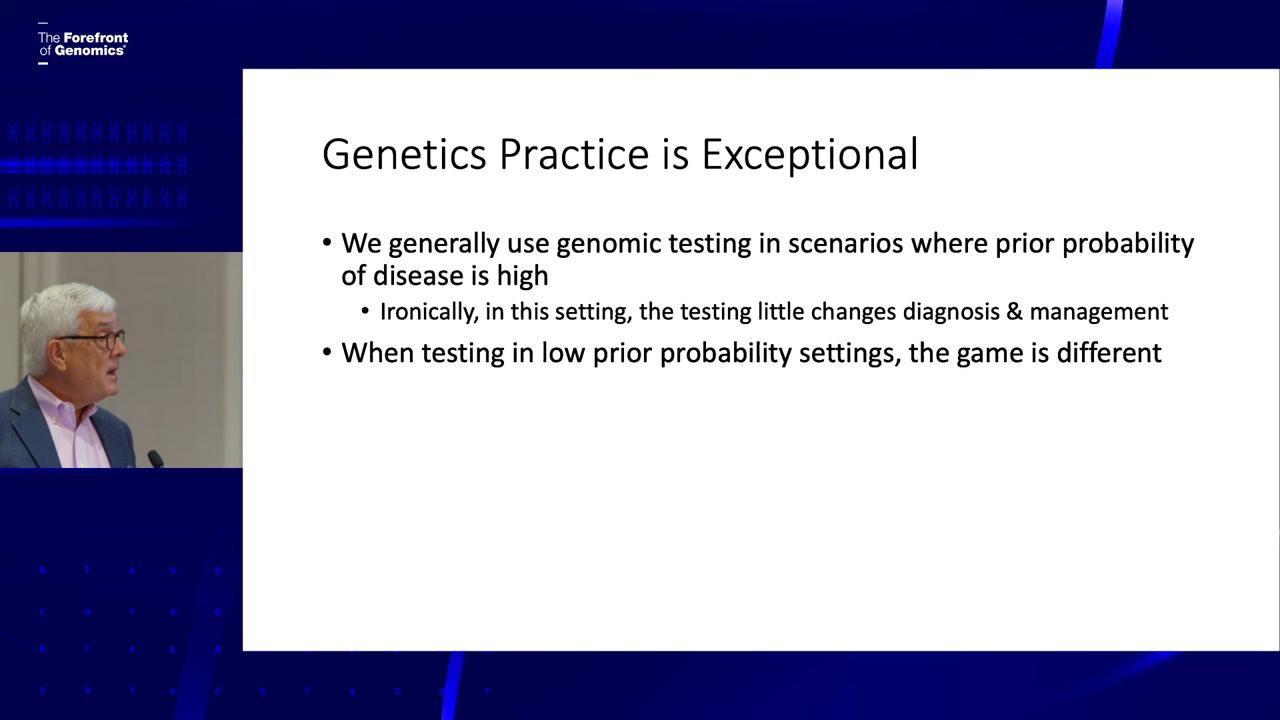 The Forefront
of Genomics®
Genetics Practice is Exceptional
• We generally use genomic testing in scenarios where prior probability
of disease is high
• Ironically, in this setting, the testing little changes diagnosis & management
• When testing in low prior probability settings, the game is different